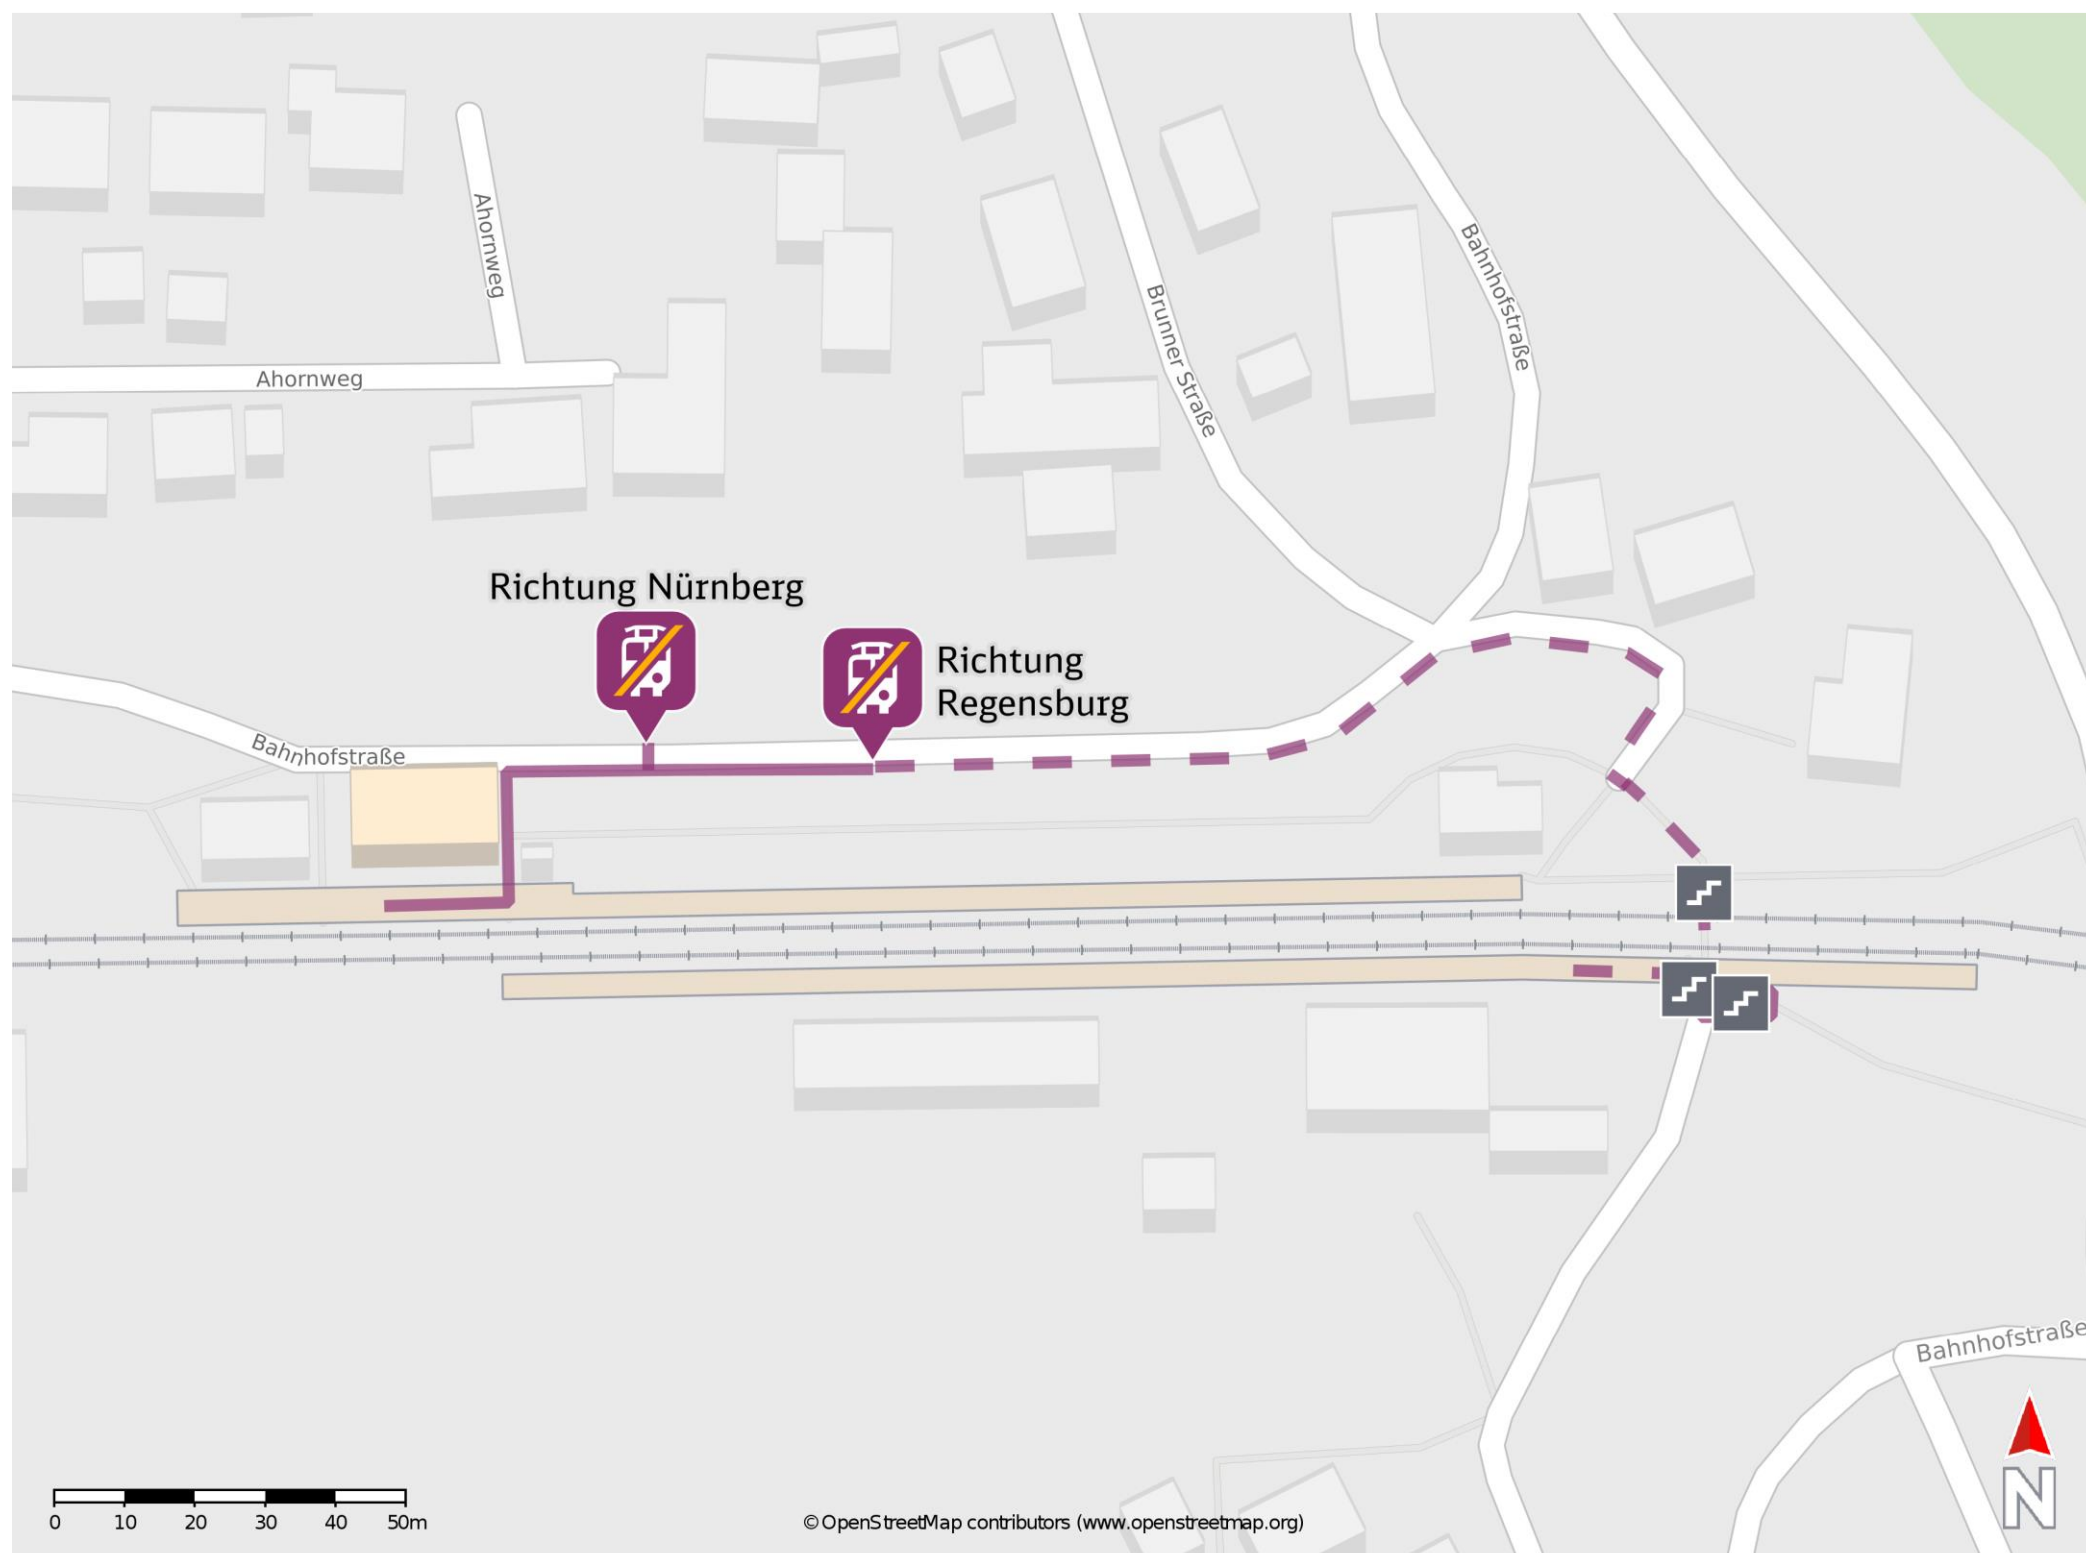 Ahornweg
Bahnhofstraße
Brunner Straße
Ahornweg
Richtung Nürnberg
Richtung
Regensburg
Bahnhofstraße
Bahnhofstraße
N
0 10 20 30 40 50m
©OpenStreetMap contributors (www.openstreetmap.org)